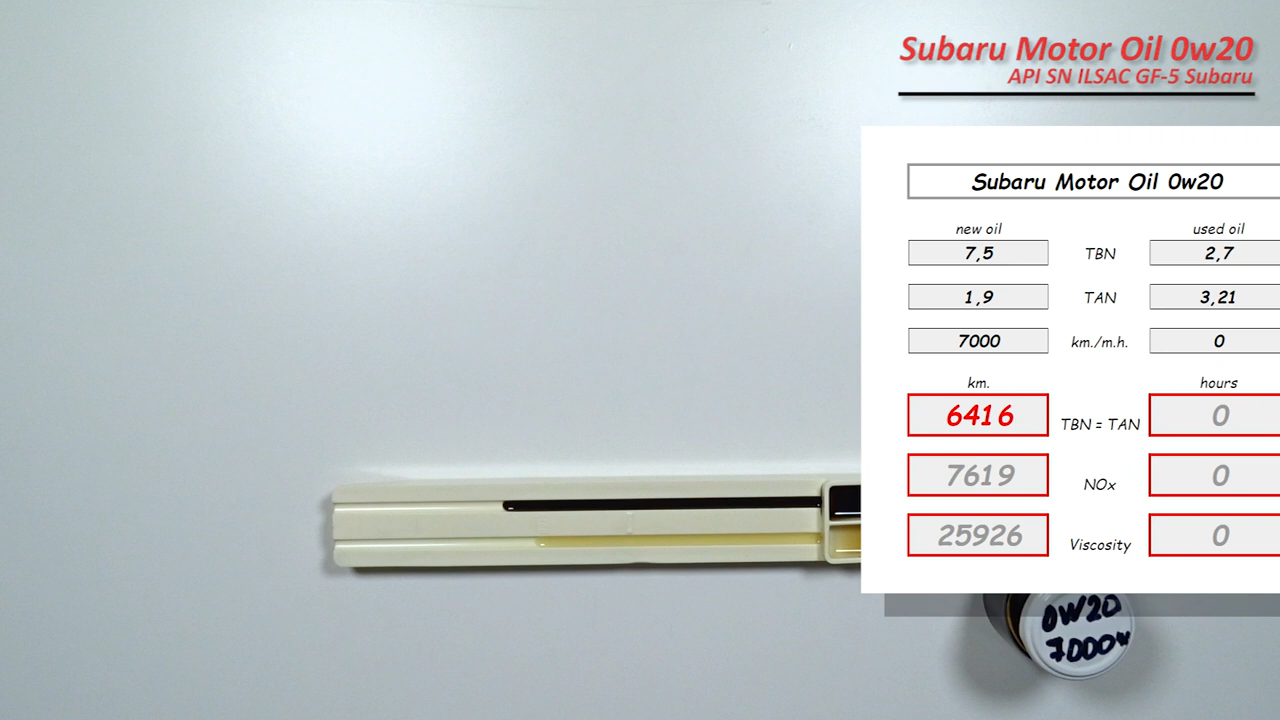 Subaru Motor Oil 0w20
API SN ILSAC GF-5 Subaru
Subaru Motor Oil 0w20
new oil used oil
7,5 TBN 2,7
1,9 TAN 3,21
7000 km./m.h. 0
km. hours
6416 TBN = TAN 0
7619 NOx 0
25926 Viscosity 0
0W20
7000